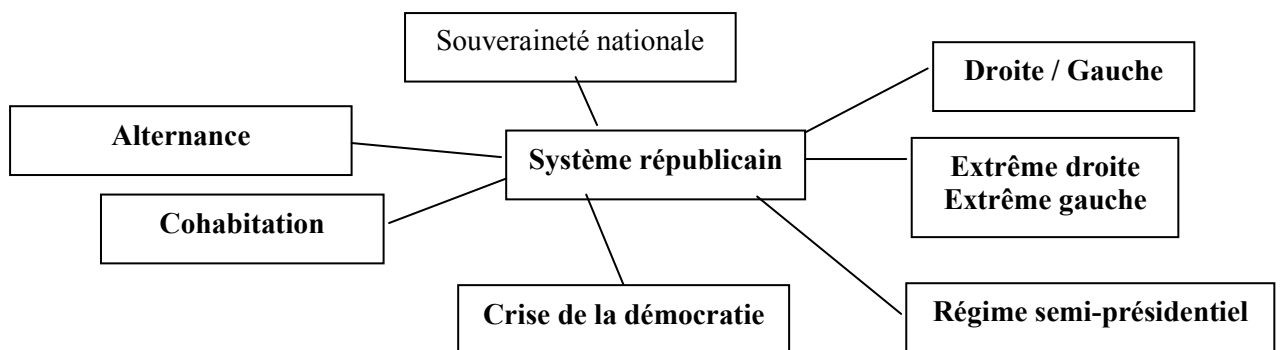 Souveraineté nationale
Droite / Gauche
Alternance
Système républicain
Extrême droite
Extrême gauche
Cohabitation
Crise de la démocratie
Régime semi-présidentiel